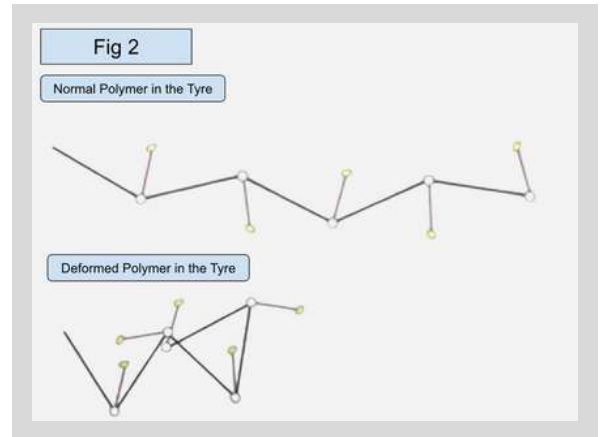 Fig 2
Normal Polymer in the Tyre
Deformed Polymer in the Tyre